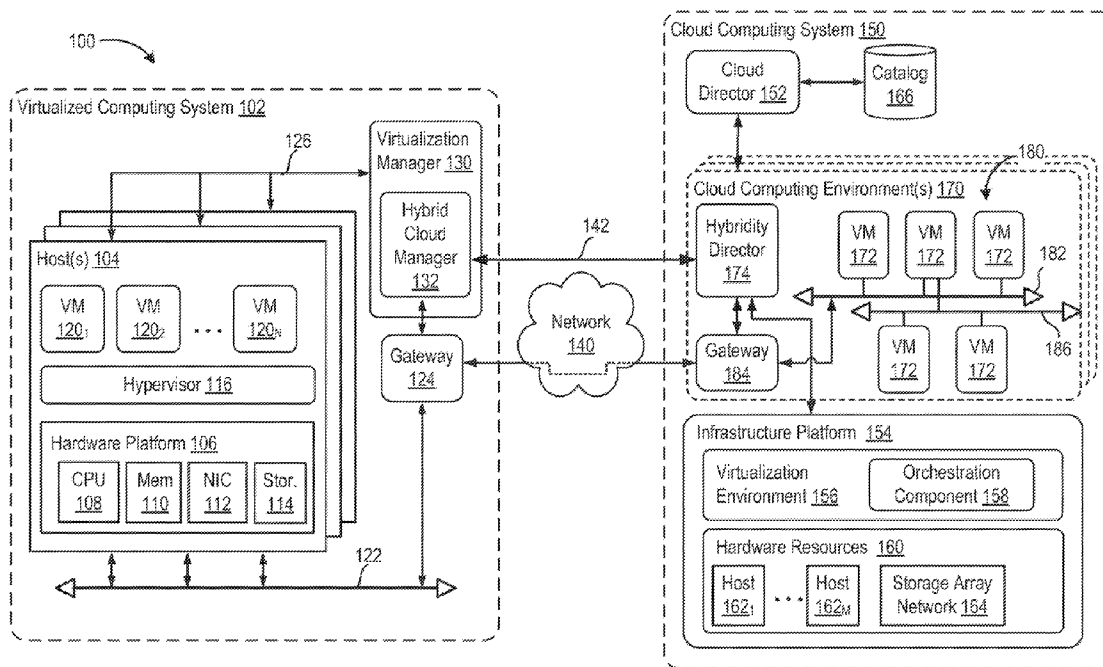 100
Virtualized Computing System 102
126
Virtualization
Manager 130
Hybrid
Cloud
Manager
132
Host(s) 104
VM
120₁
VM
120₂
...
VM
120N
Hypervisor 116
Hardware Platform 106
CPU
108
Mem
110
NIC
112
Stor.
114
Gateway
124
122
142
Network
140
Cloud Computing System 150
Cloud
Director 152
Catalog
166
180
Cloud Computing Environment(s) 170
Hybridity
Director
174
VM
172
VM
172
VM
172
182
186
Gateway
184
VM
172
VM
172
Infrastructure Platform 154
Virtualization
Environment 156
Orchestration
Component 158
Hardware Resources 160
Host
162₁
...
Host
162M
Storage Array
Network 164